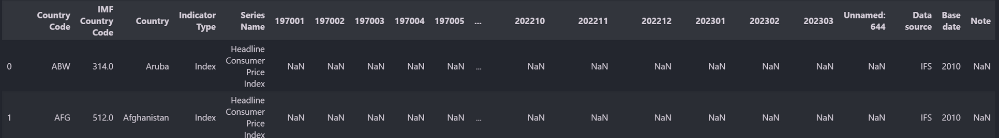 Country Code IMF Country Code Country Indicator Type Series Name 197001 197002 197003 197004 197005 ... 202210 202211 202212 202301 202302 202303 Unnamed: 644 Data source Base date Note
0 ABW 314.0 Aruba Index Headline Consumer Price Index NaN NaN NaN NaN NaN ... NaN NaN NaN NaN NaN NaN NaN IFS 2010 NaN
1 AFG 512.0 Afghanistan Index Headline Consumer Price Index NaN NaN NaN NaN NaN ... NaN NaN NaN NaN NaN NaN NaN IFS 2010 NaN